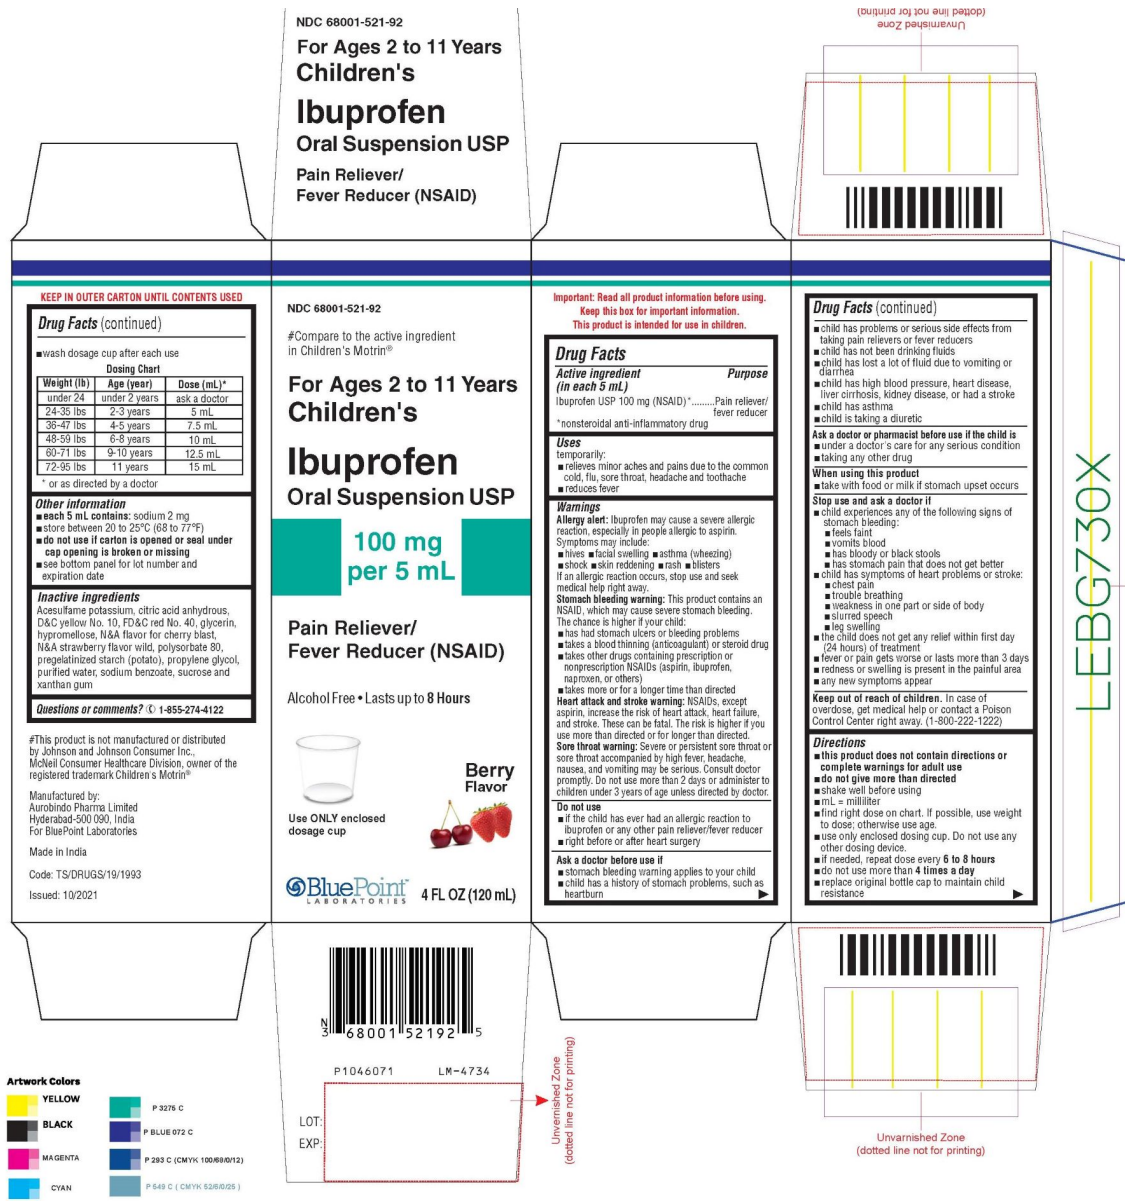 NDC 68001-521-92
For Ages 2 to 11 Years
Children's
Ibuprofen
Oral Suspension USP
Pain Reliever/
Fever Reducer (NSAID)
Unvarnished Zone
(dotted line not for printing)
KEEP IN OUTER CARTON UNTIL CONTENTS USED
Drug Facts (continued)
■ wash dosage cup after each use
Dosing Chart
Weight (lb) Age (year) Dose (mL)*
under 24 under 2 years ask a doctor
24-35 lbs 2-3 years 5 mL
36-47 lbs 4-5 years 7.5 mL
48-59 lbs 6-8 years 10 mL
60-71 lbs 9-10 years 12.5 mL
72-95 lbs 11 years 15 mL
* or as directed by a doctor
Other information
■ each 5 mL contains: sodium 2 mg
■ store between 20 to 25°C (68 to 77°F)
■ do not use if carton is opened or seal under
cap opening is broken or missing
■ see bottom panel for lot number and
expiration date
Inactive ingredients
Acesulfame potassium, citric acid anhydrous,
D&C yellow No. 10, FD&C red No. 40, glycerin,
hypromellose, N&A flavor for cherry blast,
N&A strawberry flavor wild, polysorbate 80,
pregelatinized starch (potato), propylene glycol,
purified water, sodium benzoate, sucrose and
xanthan gum
Questions or comments? ✆ 1-855-274-4122
#This product is not manufactured or distributed
by Johnson and Johnson Consumer Inc.,
McNeil Consumer Healthcare Division, owner of the
registered trademark Children's Motrin®
Manufactured by:
Aurobindo Pharma Limited
Hyderabad-500 090, India
For BluePoint Laboratories
Made in India
Code: TS/DRUGS/19/1993
Issued: 10/2021
NDC 68001-521-92
#Compare to the active ingredient
in Children's Motrin®
For Ages 2 to 11 Years
Children's
Ibuprofen
Oral Suspension USP
100 mg
per 5 mL
Pain Reliever/
Fever Reducer (NSAID)
Alcohol Free • Lasts up to 8 Hours
Berry
Flavor
Use ONLY enclosed
dosage cup
BluePoint™
LABORATORIES
4 FL OZ (120 mL)
Important: Read all product information before using.
Keep this box for important information.
This product is intended for use in children.
Drug Facts
Active ingredient Purpose
(in each 5 mL)
Ibuprofen USP 100 mg (NSAID)*.........Pain reliever/
fever reducer
*nonsteroidal anti-inflammatory drug
Uses
temporarily:
■ relieves minor aches and pains due to the common
cold, flu, sore throat, headache and toothache
■ reduces fever
Warnings
Allergy alert: Ibuprofen may cause a severe allergic
reaction, especially in people allergic to aspirin.
Symptoms may include:
■ hives ■ facial swelling ■ asthma (wheezing)
■ shock ■ skin reddening ■ rash ■ blisters
If an allergic reaction occurs, stop use and seek
medical help right away.
Stomach bleeding warning: This product contains an
NSAID, which may cause severe stomach bleeding.
The chance is higher if your child:
■ has had stomach ulcers or bleeding problems
■ takes a blood thinning (anticoagulant) or steroid drug
■ takes other drugs containing prescription or
nonprescription NSAIDs (aspirin, ibuprofen,
naproxen, or others)
■ takes more or for a longer time than directed
Heart attack and stroke warning: NSAIDs, except
aspirin, increase the risk of heart attack, heart failure,
and stroke. These can be fatal. The risk is higher if you
use more than directed or for longer than directed.
Sore throat warning: Severe or persistent sore throat or
sore throat accompanied by high fever, headache,
nausea, and vomiting may be serious. Consult doctor
promptly. Do not use more than 2 days or administer to
children under 3 years of age unless directed by doctor.
Do not use
■ if the child has ever had an allergic reaction to
ibuprofen or any other pain reliever/fever reducer
■ right before or after heart surgery
Ask a doctor before use if
■ stomach bleeding warning applies to your child
■ child has a history of stomach problems, such as
heartburn
Drug Facts (continued)
■ child has problems or serious side effects from
taking pain relievers or fever reducers
■ child has not been drinking fluids
■ child has lost a lot of fluid due to vomiting or
diarrhea
■ child has high blood pressure, heart disease,
liver cirrhosis, kidney disease, or had a stroke
■ child has asthma
■ child is taking a diuretic
Ask a doctor or pharmacist before use if the child is
■ under a doctor's care for any serious condition
■ taking any other drug
When using this product
■ take with food or milk if stomach upset occurs
Stop use and ask a doctor if
■ child experiences any of the following signs of
stomach bleeding:
■ feels faint
■ vomits blood
■ has bloody or black stools
■ has stomach pain that does not get better
■ child has symptoms of heart problems or stroke:
■ chest pain
■ trouble breathing
■ weakness in one part or side of body
■ slurred speech
■ leg swelling
■ the child does not get any relief within first day
(24 hours) of treatment
■ fever or pain gets worse or lasts more than 3 days
■ redness or swelling is present in the painful area
■ any new symptoms appear
Keep out of reach of children. In case of
overdose, get medical help or contact a Poison
Control Center right away. (1-800-222-1222)
Directions
■ this product does not contain directions or
complete warnings for adult use
■ do not give more than directed
■ shake well before using
■ mL = milliliter
■ find right dose on chart. If possible, use weight
to dose; otherwise use age.
■ use only enclosed dosing cup. Do not use any
other dosing device.
■ if needed, repeat dose every 6 to 8 hours
■ do not use more than 4 times a day
■ replace original bottle cap to maintain child
resistance
LEBG730X
N
3 68001 52192 5
P1046071 LM-4734
LOT:
EXP:
Unvernished Zone
(dotted line not for printing)
Unvarnished Zone
(dotted line not for printing)
Artwork Colors
YELLOW
BLACK
MAGENTA
CYAN
P 3275 C
P BLUE 072 C
P 293 C (CMYK 100/68/0/12)
P 549 C ( CMYK 52/6/0/25 )